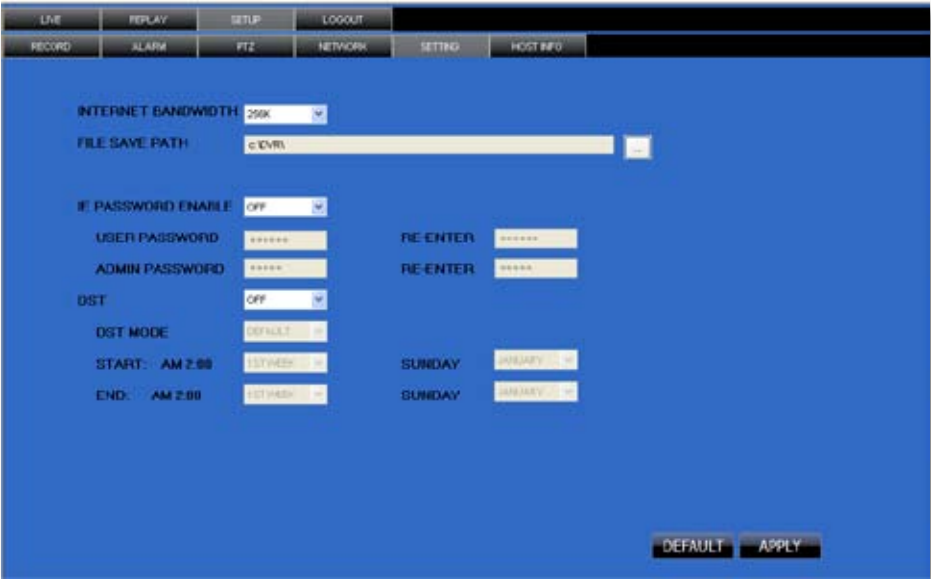 LIVE REPLAY SETUP LOGOUT
RECORD ALARM PTZ NETWORK SETTING HOST INFO
INTERNET BANDWIDTH 256K
FILE SAVE PATH c:\DVR\ ...
IE PASSWORD ENABLE OFF
USER PASSWORD ****** RE-ENTER ******
ADMIN PASSWORD ***** RE-ENTER *****
DST OFF
DST MODE DEFAULT
START: AM 2:00 1ST WEEK SUNDAY JANUARY
END: AM 2:00 1ST WEEK SUNDAY JANUARY
DEFAULT APPLY